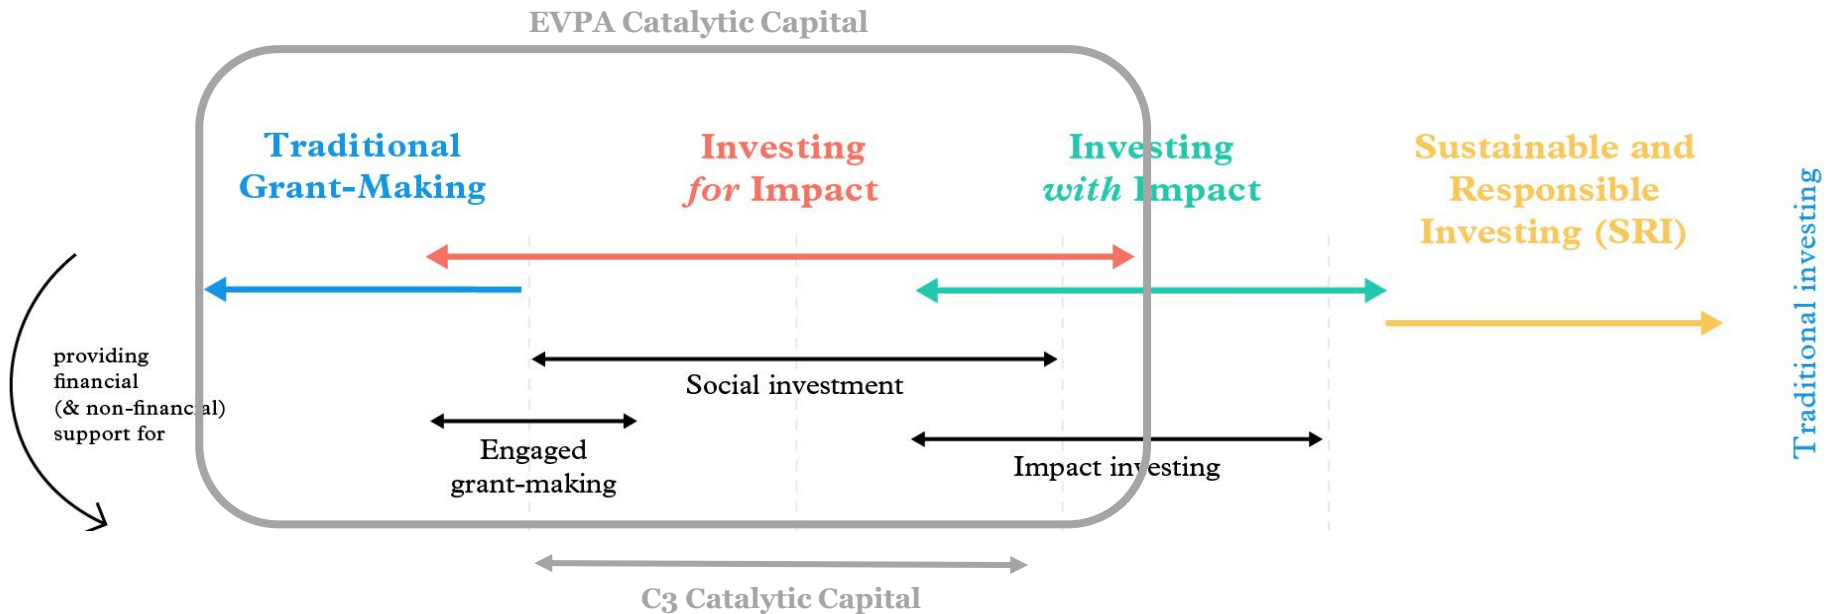 EVPA Catalytic Capital
Traditional
Grant-Making
Investing
for Impact
Investing
with Impact
Sustainable and
Responsible
Investing (SRI)
Traditional investing
providing
financial
(& non-financial)
support for
Social investment
Engaged
grant-making
Impact investing
C3 Catalytic Capital